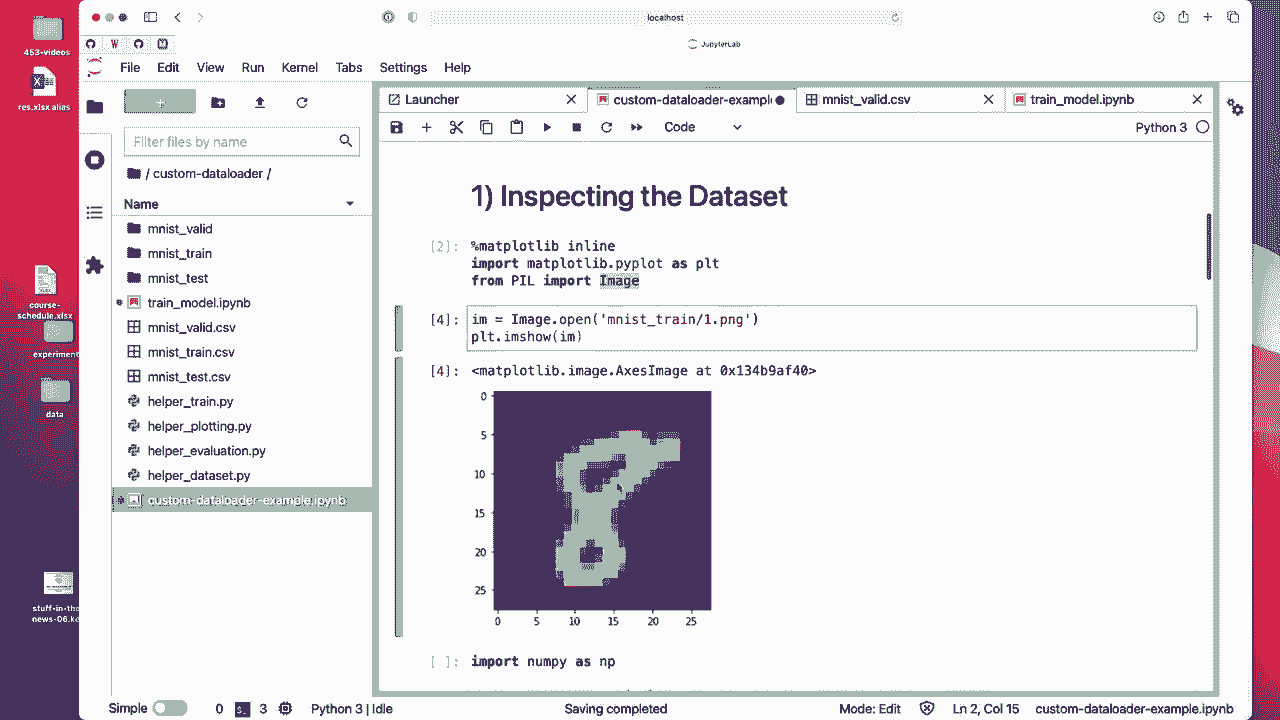 453-videos
res.xlsx alias
course-
schedule.xlsx
experiment
data
stuff-in-the
news-06.ke
localhost
JupyterLab
File Edit View Run Kernel Tabs Settings Help
Filter files by name
/ custom-dataloader /
Name
mnist_valid
mnist_train
mnist_test
train_model.ipynb
mnist_valid.csv
mnist_train.csv
mnist_test.csv
helper_train.py
helper_plotting.py
helper_evaluation.py
helper_dataset.py
custom-dataloader-example.ipynb
Launcher custom-dataloader-example mnist_valid.csv train_model.ipynb
Code Python 3
1) Inspecting the Dataset
[2]: %matplotlib inline
import matplotlib.pyplot as plt
from PIL import Image
[4]: im = Image.open('mnist_train/1.png')
plt.imshow(im)
[4]: <matplotlib.image.AxesImage at 0x134b9af40>
0
5
10
15
20
25
0 5 10 15 20 25
[ ]: import numpy as np
Simple 0 $_ 3 Python 3 | Idle Saving completed Mode: Edit Ln 2, Col 15 custom-dataloader-example.ipynb